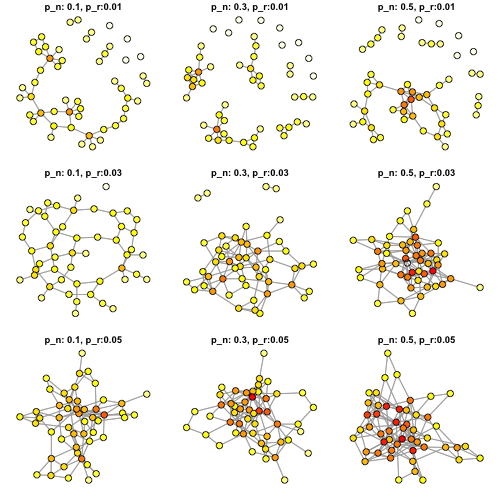 p_n: 0.1, p_r:0.01
p_n: 0.3, p_r:0.01
p_n: 0.5, p_r:0.01
p_n: 0.1, p_r:0.03
p_n: 0.3, p_r:0.03
p_n: 0.5, p_r:0.03
p_n: 0.1, p_r:0.05
p_n: 0.3, p_r:0.05
p_n: 0.5, p_r:0.05